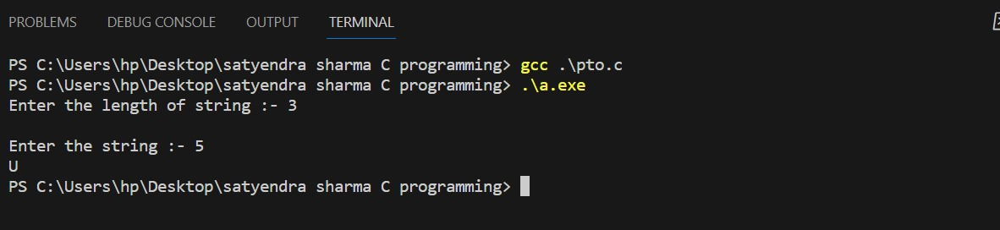 PROBLEMS DEBUG CONSOLE OUTPUT TERMINAL
PS C:\Users\hp\Desktop\satyendra sharma C programming> gcc .\pto.c
PS C:\Users\hp\Desktop\satyendra sharma C programming> .\a.exe
Enter the length of string :- 3
Enter the string :- 5
U
PS C:\Users\hp\Desktop\satyendra sharma C programming>